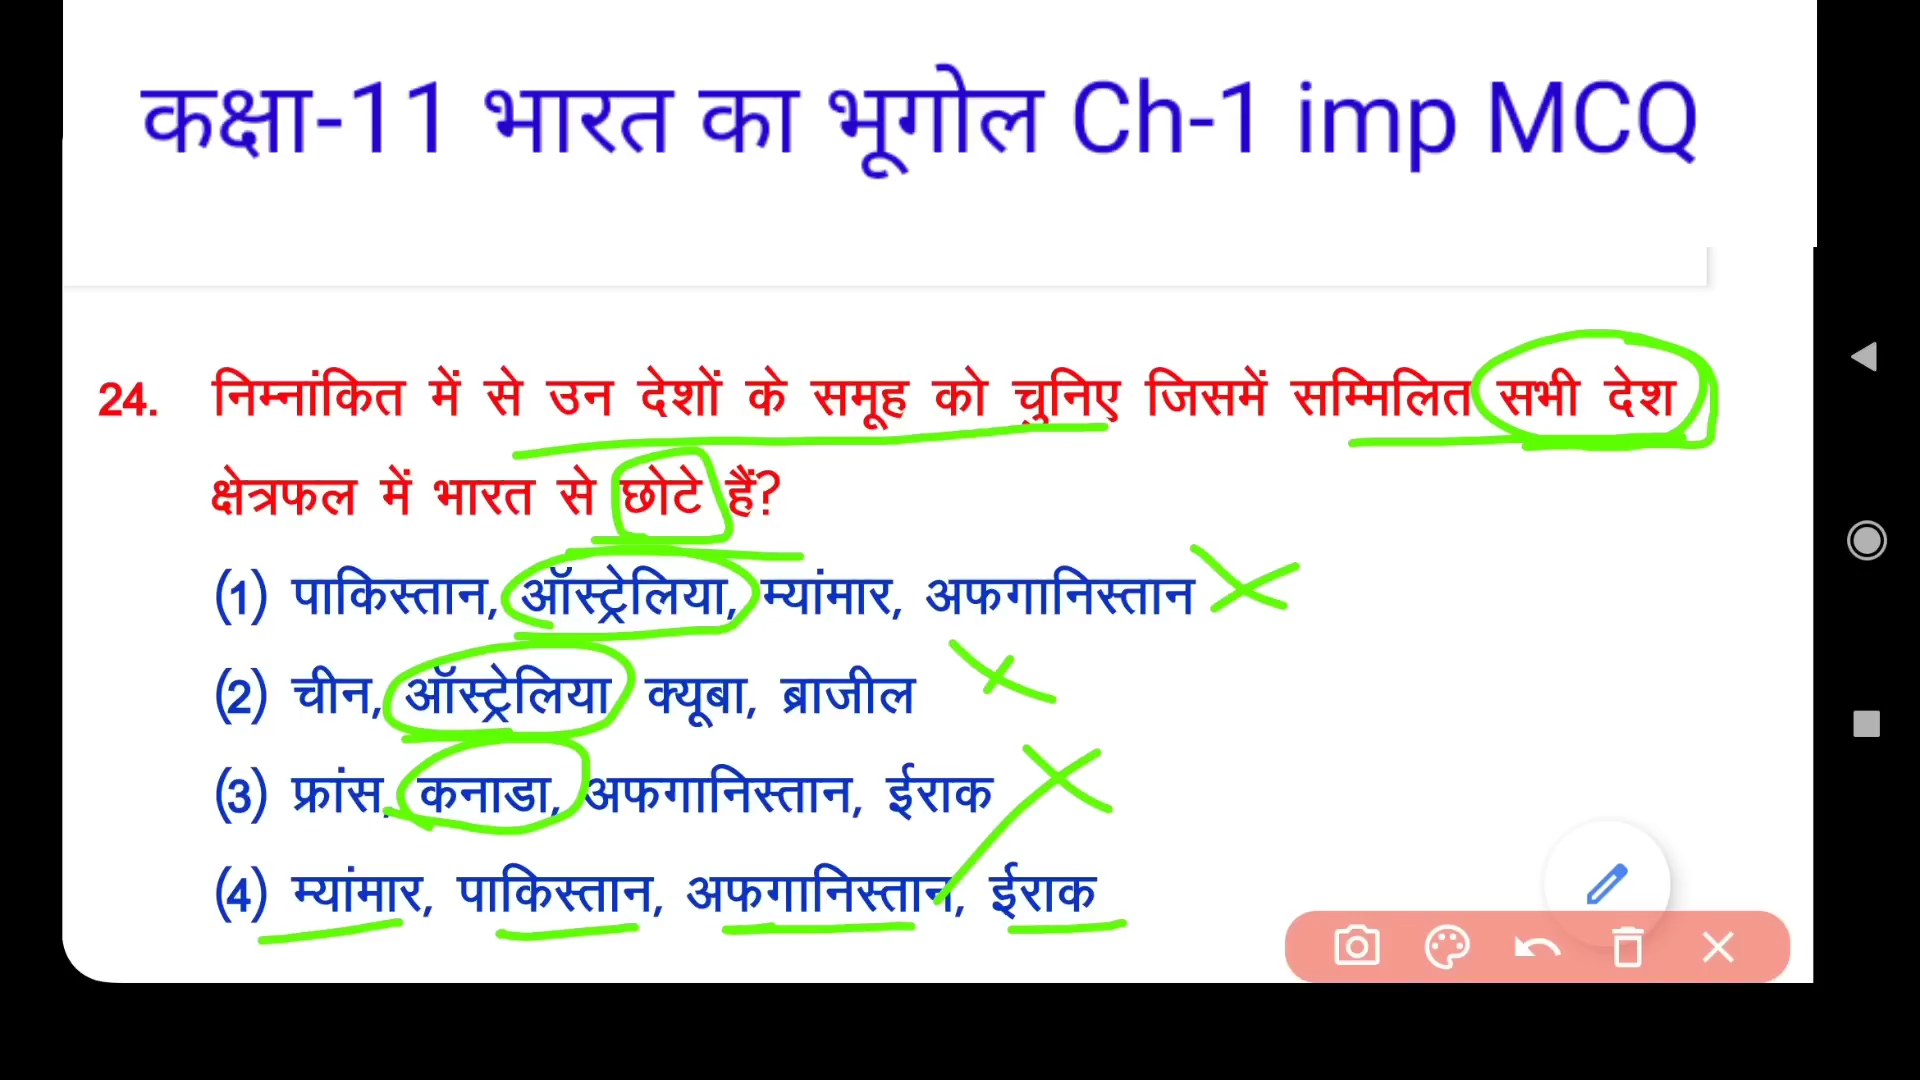 कक्षा-11 भारत का भूगोल Ch-1 imp MCQ
24. निम्नांकित में से उन देशों के समूह को चुनिए जिसमें सम्मिलित सभी देश
क्षेत्रफल में भारत से छोटे हैं?
(1) पाकिस्तान, ऑस्ट्रेलिया, म्यांमार, अफगानिस्तान
(2) चीन, ऑस्ट्रेलिया, क्यूबा, ब्राजील
(3) फ्रांस, कनाडा, अफगानिस्तान, ईराक
(4) म्यांमार, पाकिस्तान, अफगानिस्तान, ईराक